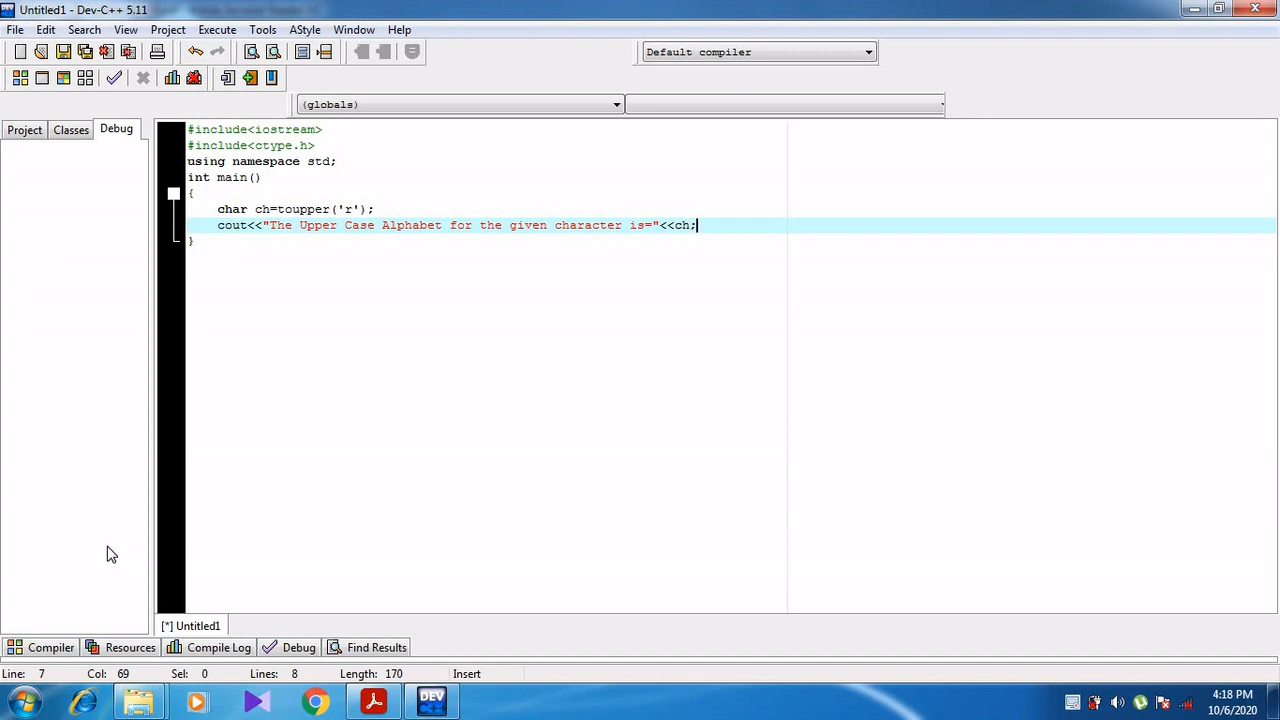 Untitled1 - Dev-C++ 5.11
File Edit Search View Project Execute Tools AStyle Window Help
Default compiler
(globals)
Project Classes Debug
#include<iostream>
#include<ctype.h>
using namespace std;
int main()
{
char ch=toupper('r');
cout<<"The Upper Case Alphabet for the given character is="<<ch;
}
[*] Untitled1
Compiler Resources Compile Log Debug Find Results
Line: 7 Col: 69 Sel: 0 Lines: 8 Length: 170 Insert
DEV
4:18 PM
10/6/2020